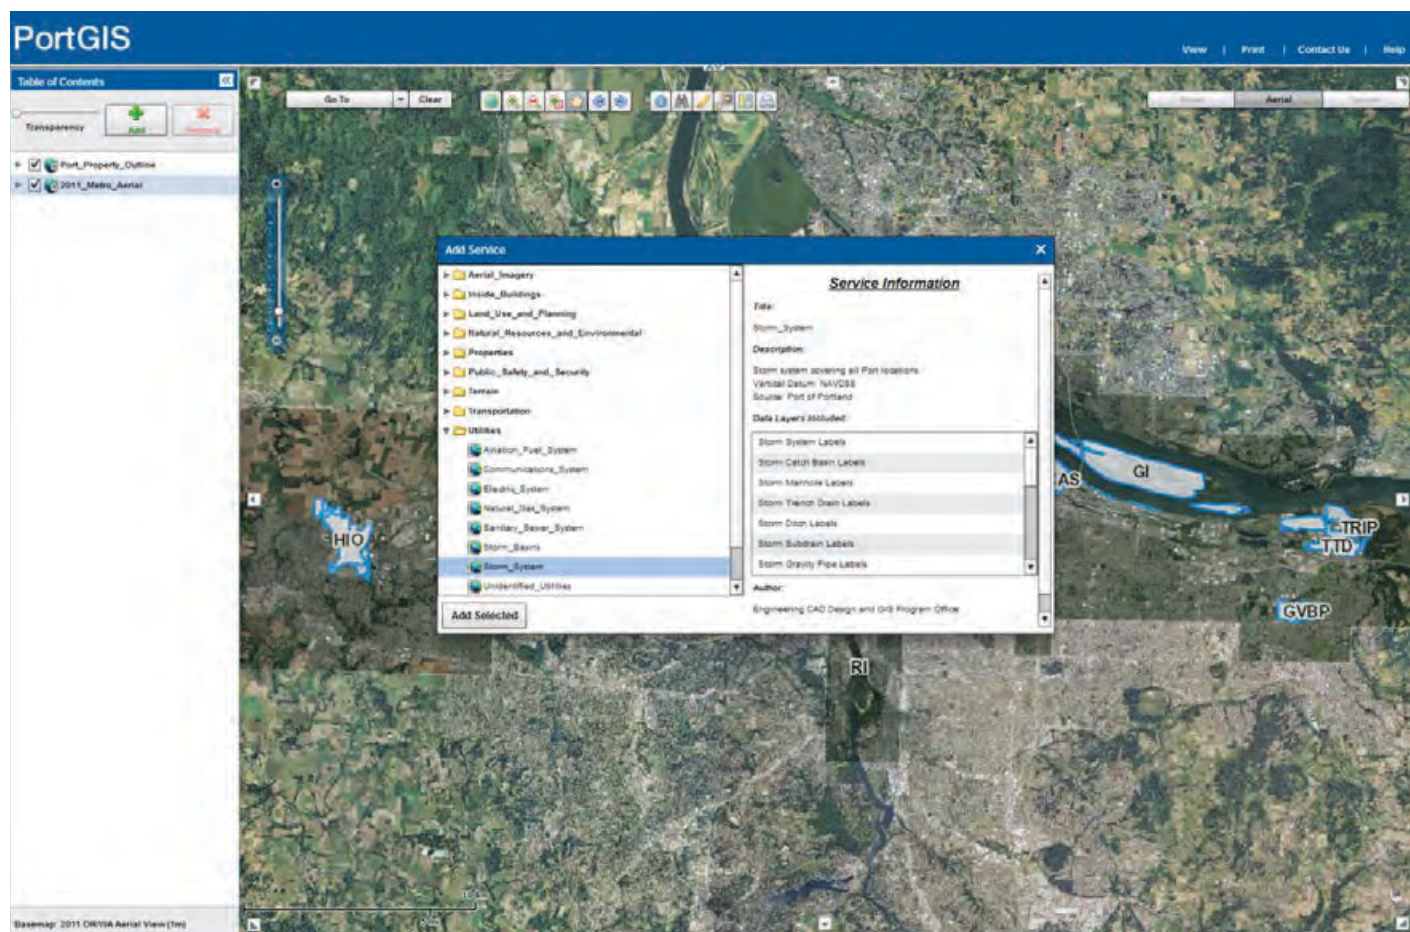 PortGIS
View | Print | Contact Us | Help
Table of Contents
Transparency
Add
Remove
Go To
Clear
Aerial
Port_Property_Outline
2011_Metro_Aerial
Add Service
Aerial_Imagery
Inside_Buildings
Land_Use_and_Planning
Natural_Resources_and_Environmental
Properties
Public_Safety_and_Security
Terrain
Transportation
Utilities
Aviation_Fuel_System
Communications_System
Electric_System
Natural_Gas_System
Sanitary_Sewer_System
Storm_Basins
Storm_System
Unidentified_Utilities
Add Selected
Service Information
Title:
Storm_System
Description:
Storm system covering all Port locations
Vertical Datum: NAVD88
Source: Port of Portland
Data Layers Included:
Storm System Labels
Storm Catch Basin Labels
Storm Manhole Labels
Storm Trench Drain Labels
Storm Ditch Labels
Storm Subdrain Labels
Storm Gravity Pipe Labels
Author:
Engineering CAD Design and GIS Program Office
HIO
AS
GI
TRIP
TTD
GVBP
RI
Basemap: 2011 OR/WA Aerial View (1m)